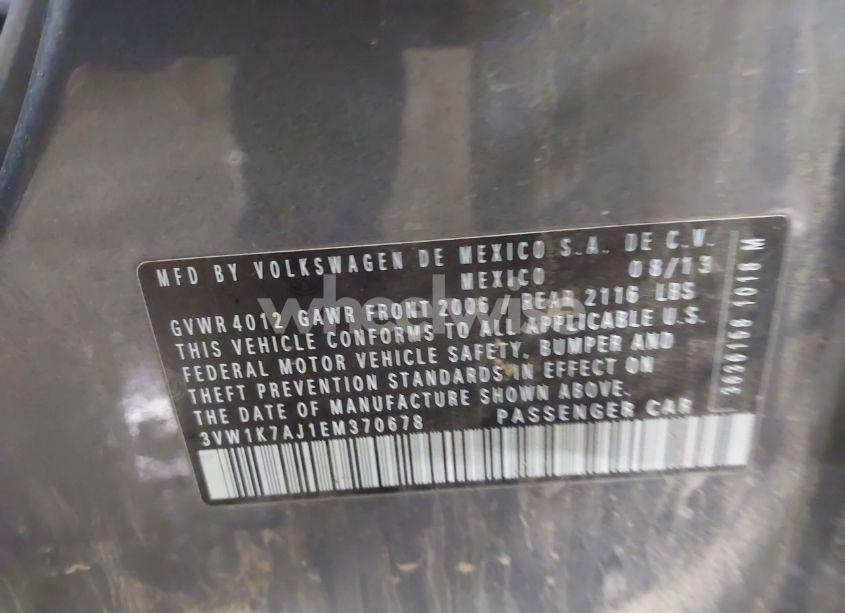 MFD BY VOLKSWAGEN DE MEXICO S.A. DE C.V.
MEXICO 08/13
GVWR 4012 GAWR FRONT 2006 / REAR 2116 LBS
THIS VEHICLE CONFORMS TO ALL APPLICABLE U.S.
FEDERAL MOTOR VEHICLE SAFETY, BUMPER AND
THEFT PREVENTION STANDARDS IN EFFECT ON
THE DATE OF MANUFACTURE SHOWN ABOVE.
3VW1K7AJ1EM370678 PASSENGER CAR
1018 M
wheelwise